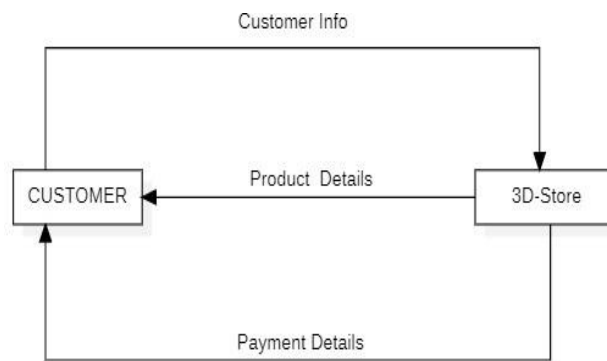 Customer Info
CUSTOMER
Product Details
3D-Store
Payment Details